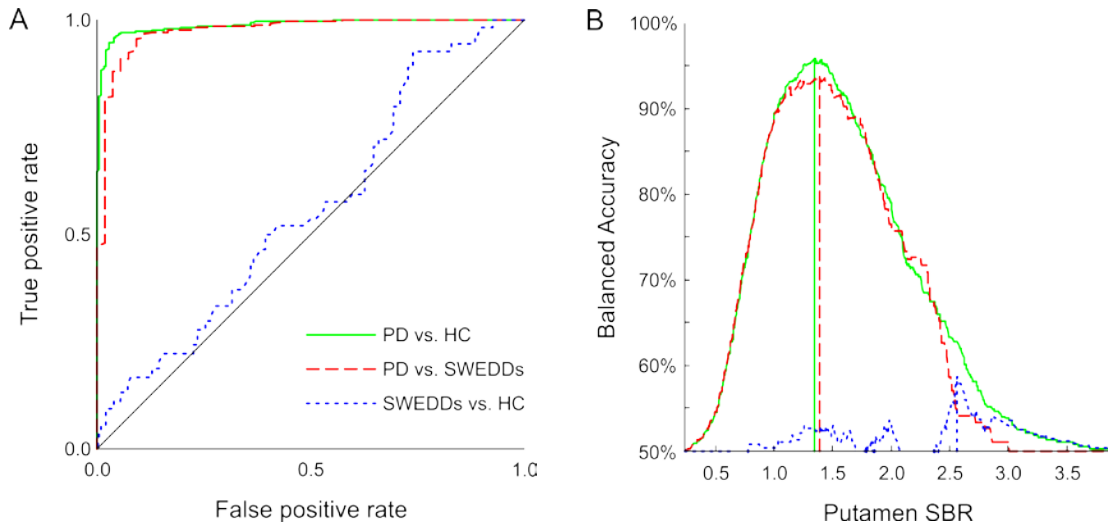 A
1.0
0.5
0.0
0.0
0.5
1.0
True positive rate
False positive rate
PD vs. HC
PD vs. SWEDDs
SWEDDs vs. HC
B
100%
90%
80%
70%
60%
50%
0.5
1.0
1.5
2.0
2.5
3.0
3.5
Balanced Accuracy
Putamen SBR